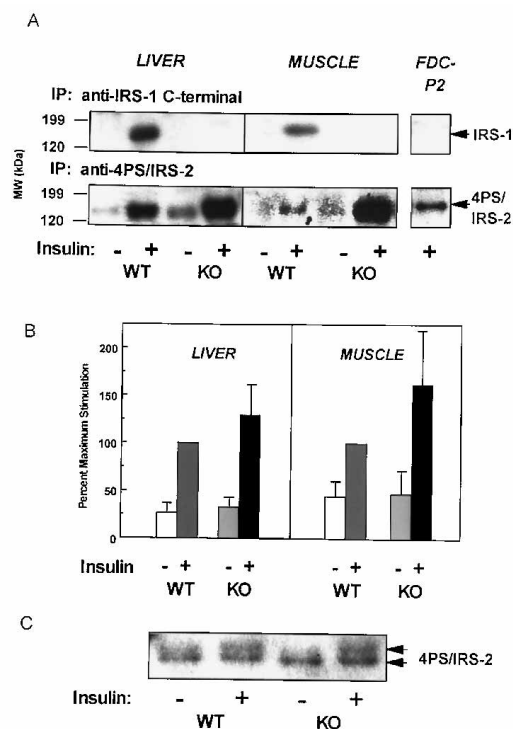 A
LIVER MUSCLE FDC-
P2
IP: anti-IRS-1 C-terminal
199
120
IRS-1
MW (kDa)
IP: anti-4PS/IRS-2
199
120
4PS/
IRS-2
Insulin: - + - + - + - + +
WT KO WT KO
B
LIVER MUSCLE
Percent Maximum Stimulation
200
150
100
50
0
Insulin - + - + - + - +
WT KO WT KO
C
4PS/IRS-2
Insulin: - + - +
WT KO